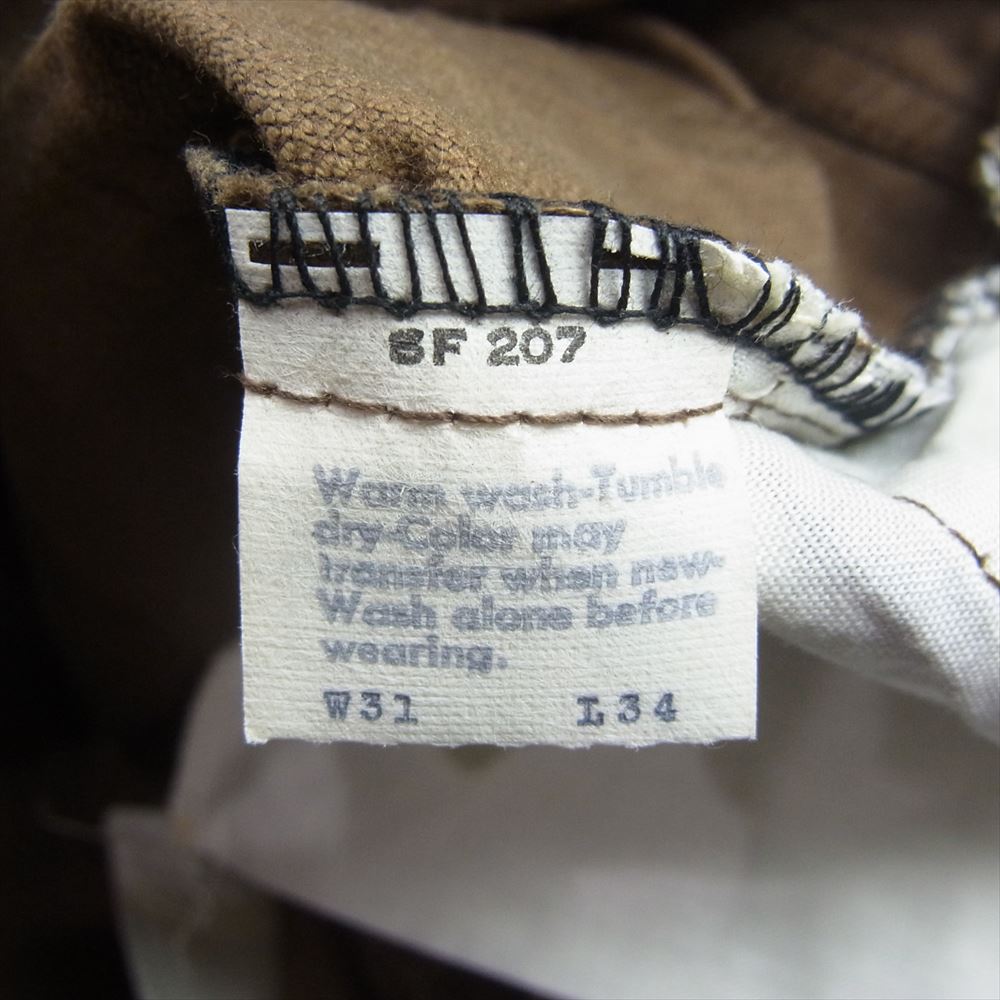 SF 207
Warm wash-Tumble
dry-Color may
transfer when new-
Wash alone before
wearing.
W31 L34